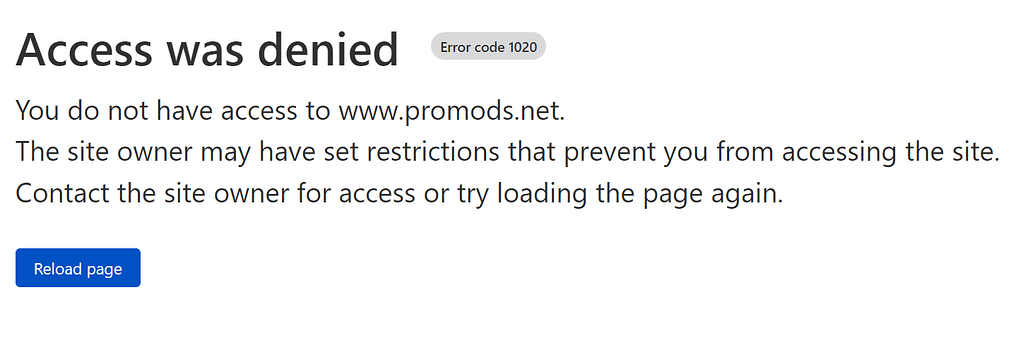 Access was denied Error code 1020
You do not have access to www.promods.net.
The site owner may have set restrictions that prevent you from accessing the site.
Contact the site owner for access or try loading the page again.
Reload page